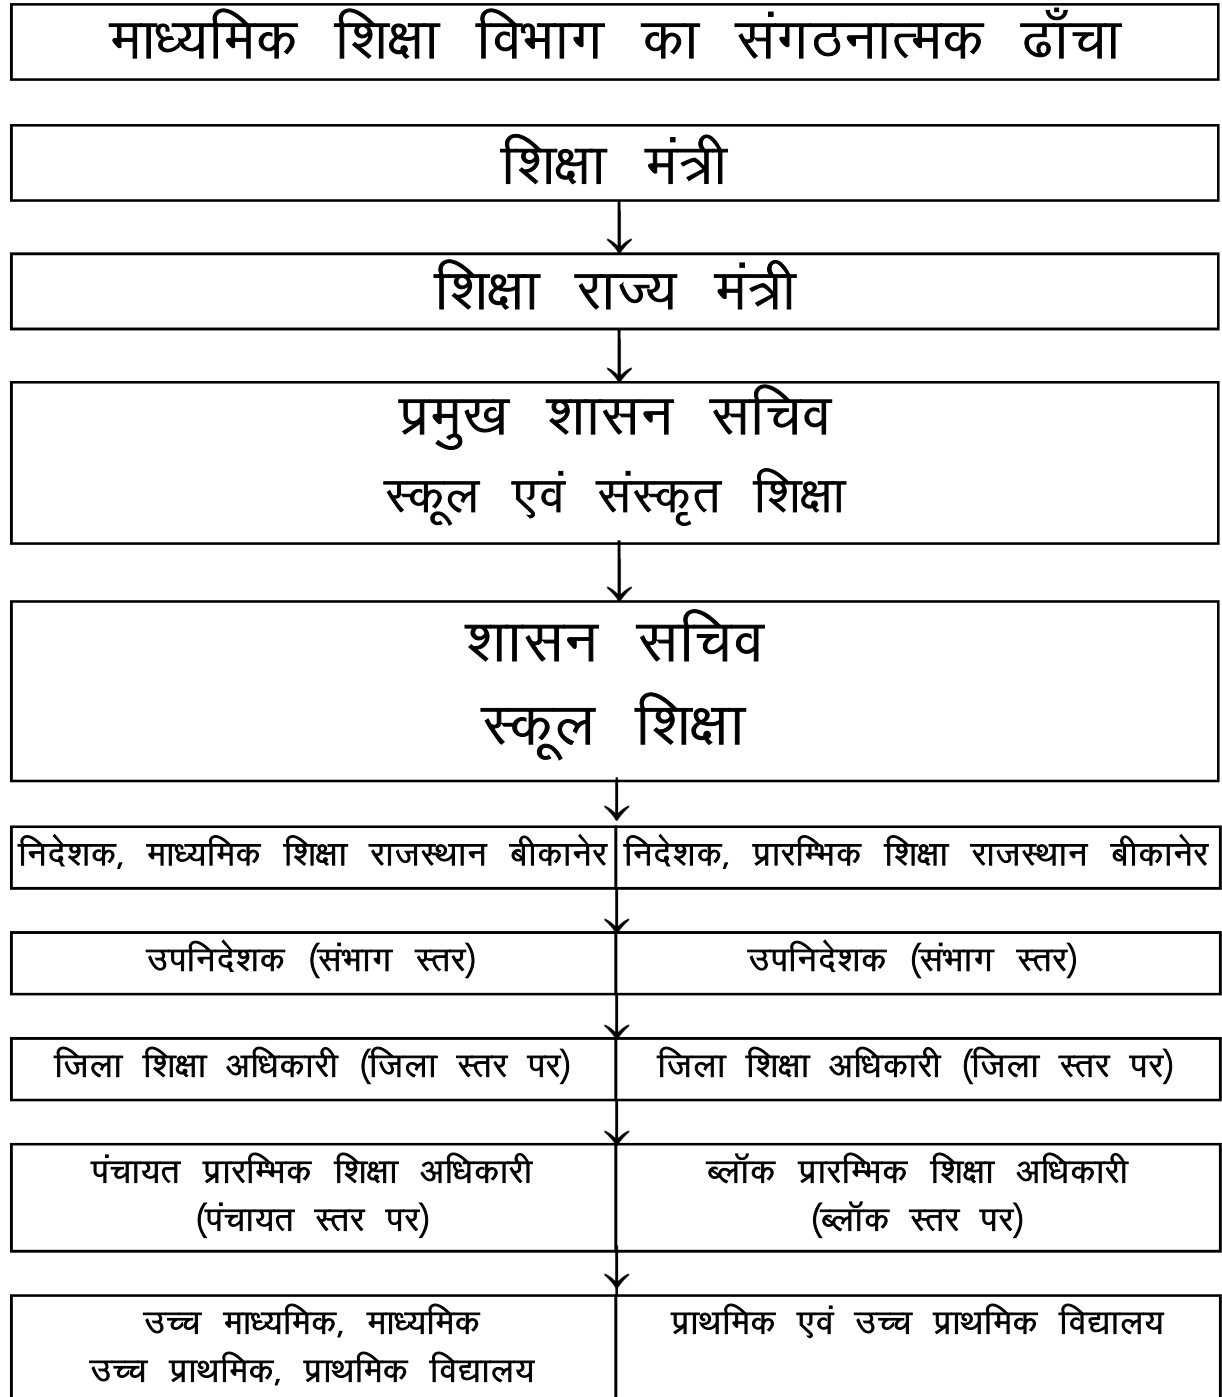 माध्यमिक शिक्षा विभाग का संगठनात्मक ढाँचा
शिक्षा मंत्री
शिक्षा राज्य मंत्री
प्रमुख शासन सचिव
स्कूल एवं संस्कृत शिक्षा
शासन सचिव
स्कूल शिक्षा
निदेशक, माध्यमिक शिक्षा राजस्थान बीकानेर
निदेशक, प्रारम्भिक शिक्षा राजस्थान बीकानेर
उपनिदेशक (संभाग स्तर)
उपनिदेशक (संभाग स्तर)
जिला शिक्षा अधिकारी (जिला स्तर पर)
जिला शिक्षा अधिकारी (जिला स्तर पर)
पंचायत प्रारम्भिक शिक्षा अधिकारी
(पंचायत स्तर पर)
ब्लॉक प्रारम्भिक शिक्षा अधिकारी
(ब्लॉक स्तर पर)
उच्च माध्यमिक, माध्यमिक
उच्च प्राथमिक, प्राथमिक विद्यालय
प्राथमिक एवं उच्च प्राथमिक विद्यालय